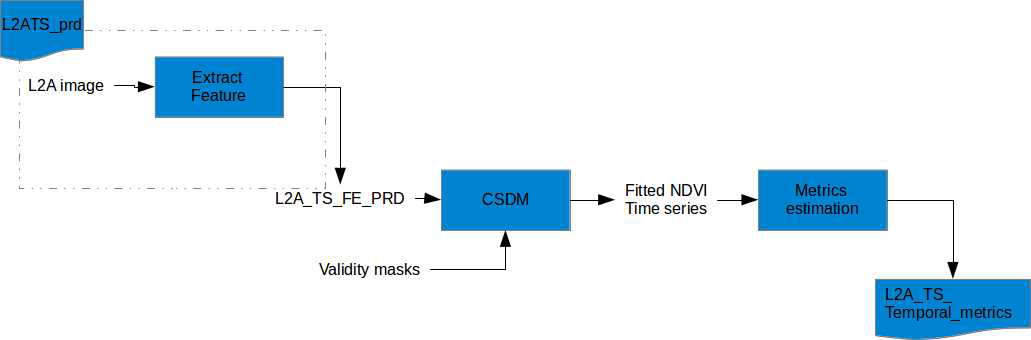 L2ATS_prd
L2A image
Extract
Feature
L2A_TS_FE_PRD
CSDM
Validity masks
Fitted NDVI
Time series
Metrics
estimation
L2A_TS_
Temporal_metrics